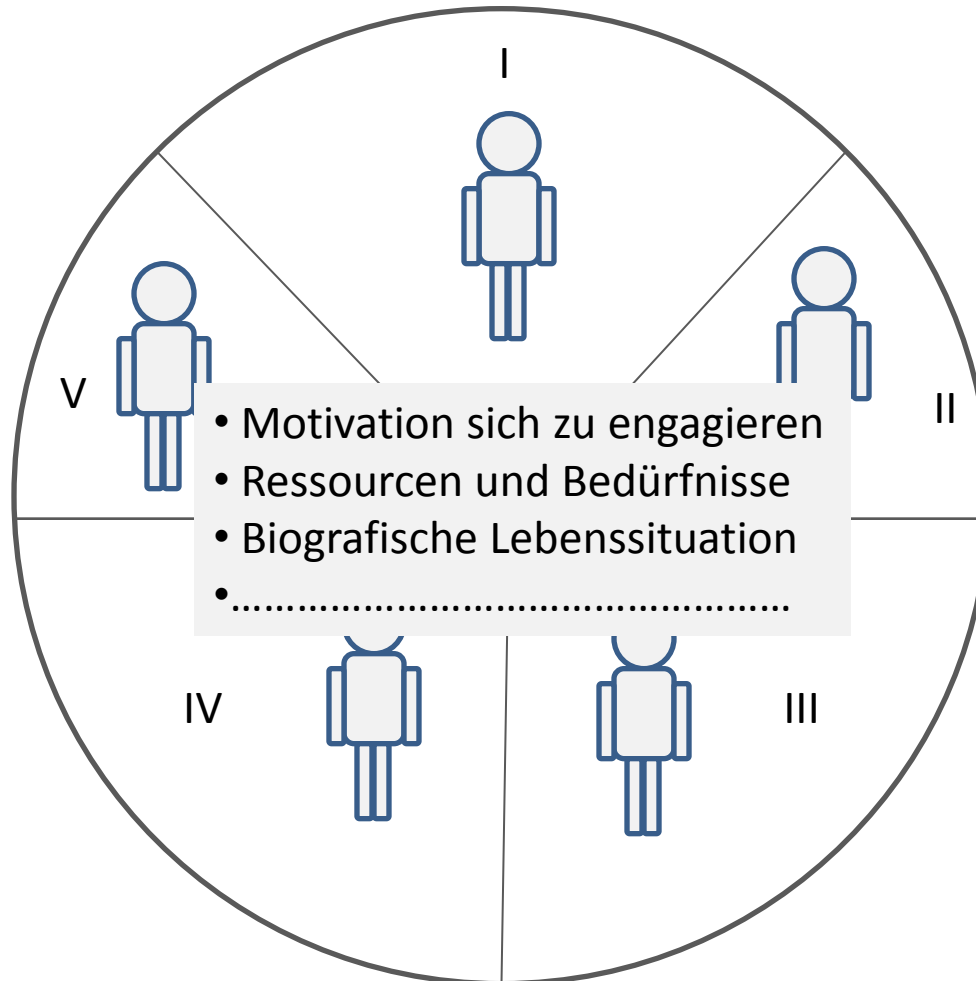 I
II
V
• Motivation sich zu engagieren
• Ressourcen und Bedürfnisse
• Biografische Lebenssituation
•……………………………………………
IV
III